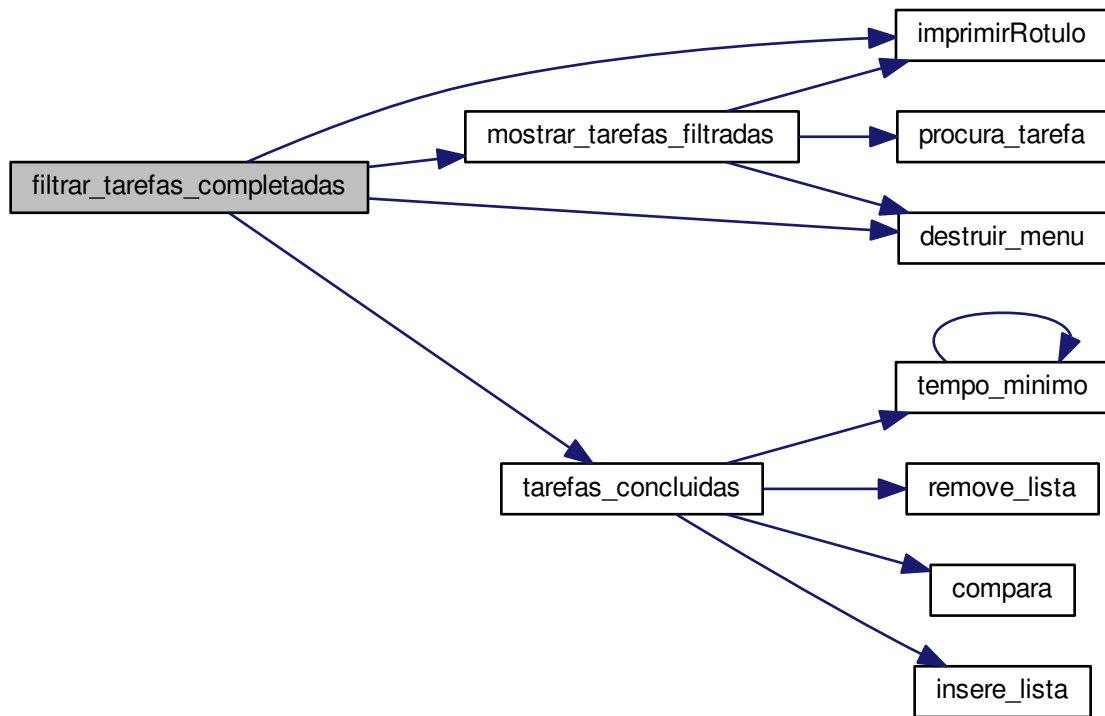 imprimirRotulo
mostrar_tarefas_filtradas
procura_tarefa
filtrar_tarefas_completadas
destruir_menu
tempo_minimo
tarefas_concluidas
remove_lista
compara
insere_lista